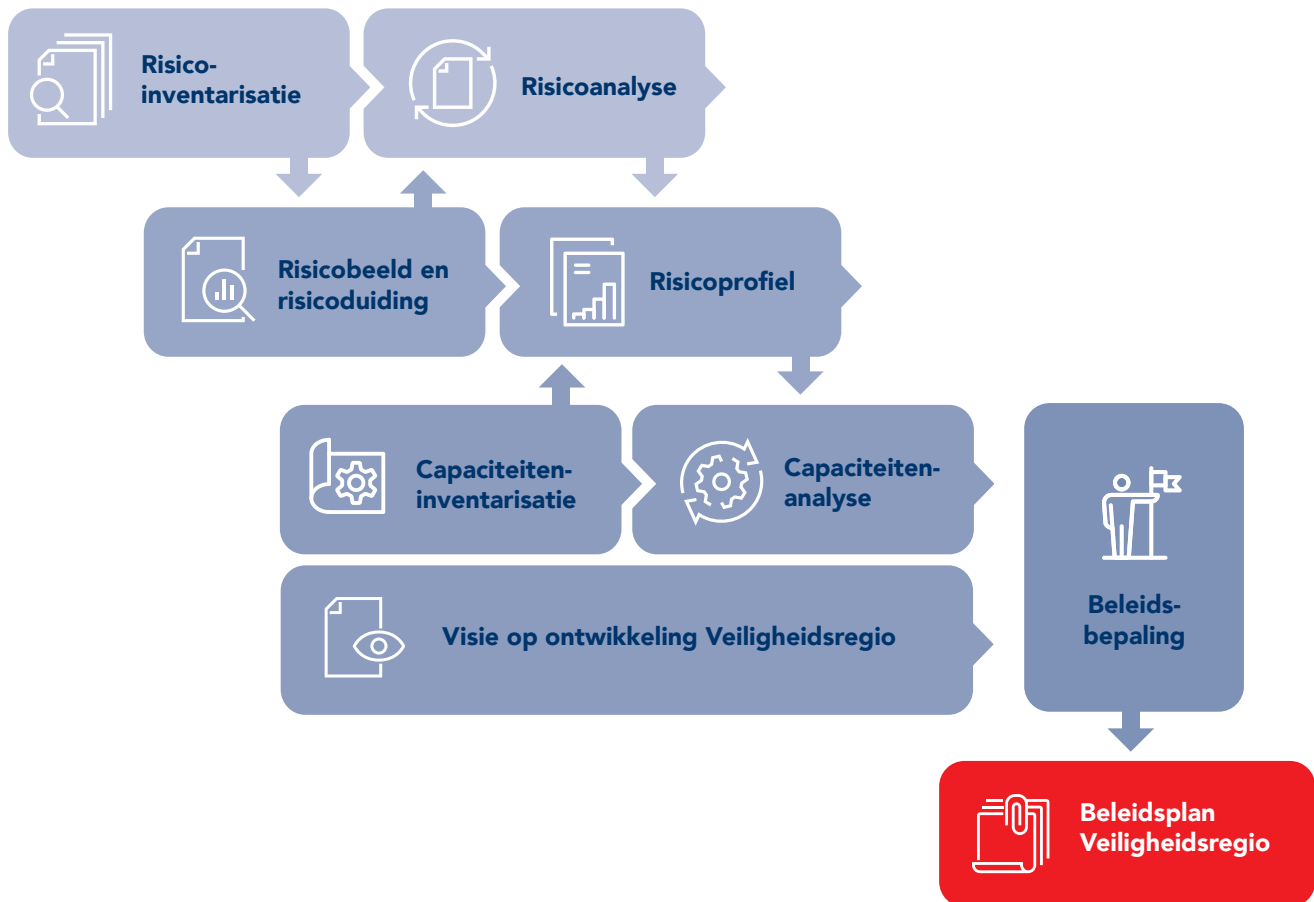 Risico-
inventarisatie
Risicoanalyse
Risicobeeld en
risicoduiding
Risicoprofiel
Capaciteiten-
inventarisatie
Capaciteiten-
analyse
Visie op ontwikkeling Veiligheidsregio
Beleids-
bepaling
Beleidsplan
Veiligheidsregio